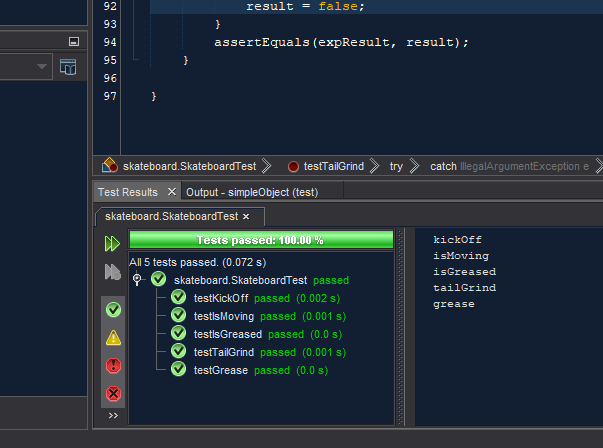 92 result = false;
93 }
94 assertEquals(expResult, result);
95 }
96
97 }
skateboard.SkateboardTest testTailGrind try catch IllegalArgumentException e
Test Results Output - simpleObject (test)
skateboard.SkateboardTest
Tests passed: 100.00 %
All 5 tests passed. (0.072 s)
skateboard.SkateboardTest passed
testKickOff passed (0.002 s)
testIsMoving passed (0.001 s)
testIsGreased passed (0.0 s)
testTailGrind passed (0.001 s)
testGrease passed (0.0 s)
>>
kickOff
isMoving
isGreased
tailGrind
grease